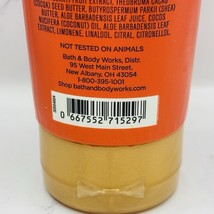 FRUIT EXTRACT, THEOBROMA CACAO
(COCOA) SEED BUTTER, BUTYROSPERMUM PARKII (SHEA)
BUTTER, ALOE BARBADENSIS LEAF JUICE, COCOS
NUCIFERA (COCONUT) OIL, ALOE BARBADENSIS LEAF
EXTRACT, LIMONENE, LINALOOL, CITRAL, CITRONELLOL,
NOT TESTED ON ANIMALS
Bath & Body Works, Distr.
95 West Main Street,
New Albany, OH 43054
1-800-395-1001
Shop bathandbodyworks.com
0 667552 715297